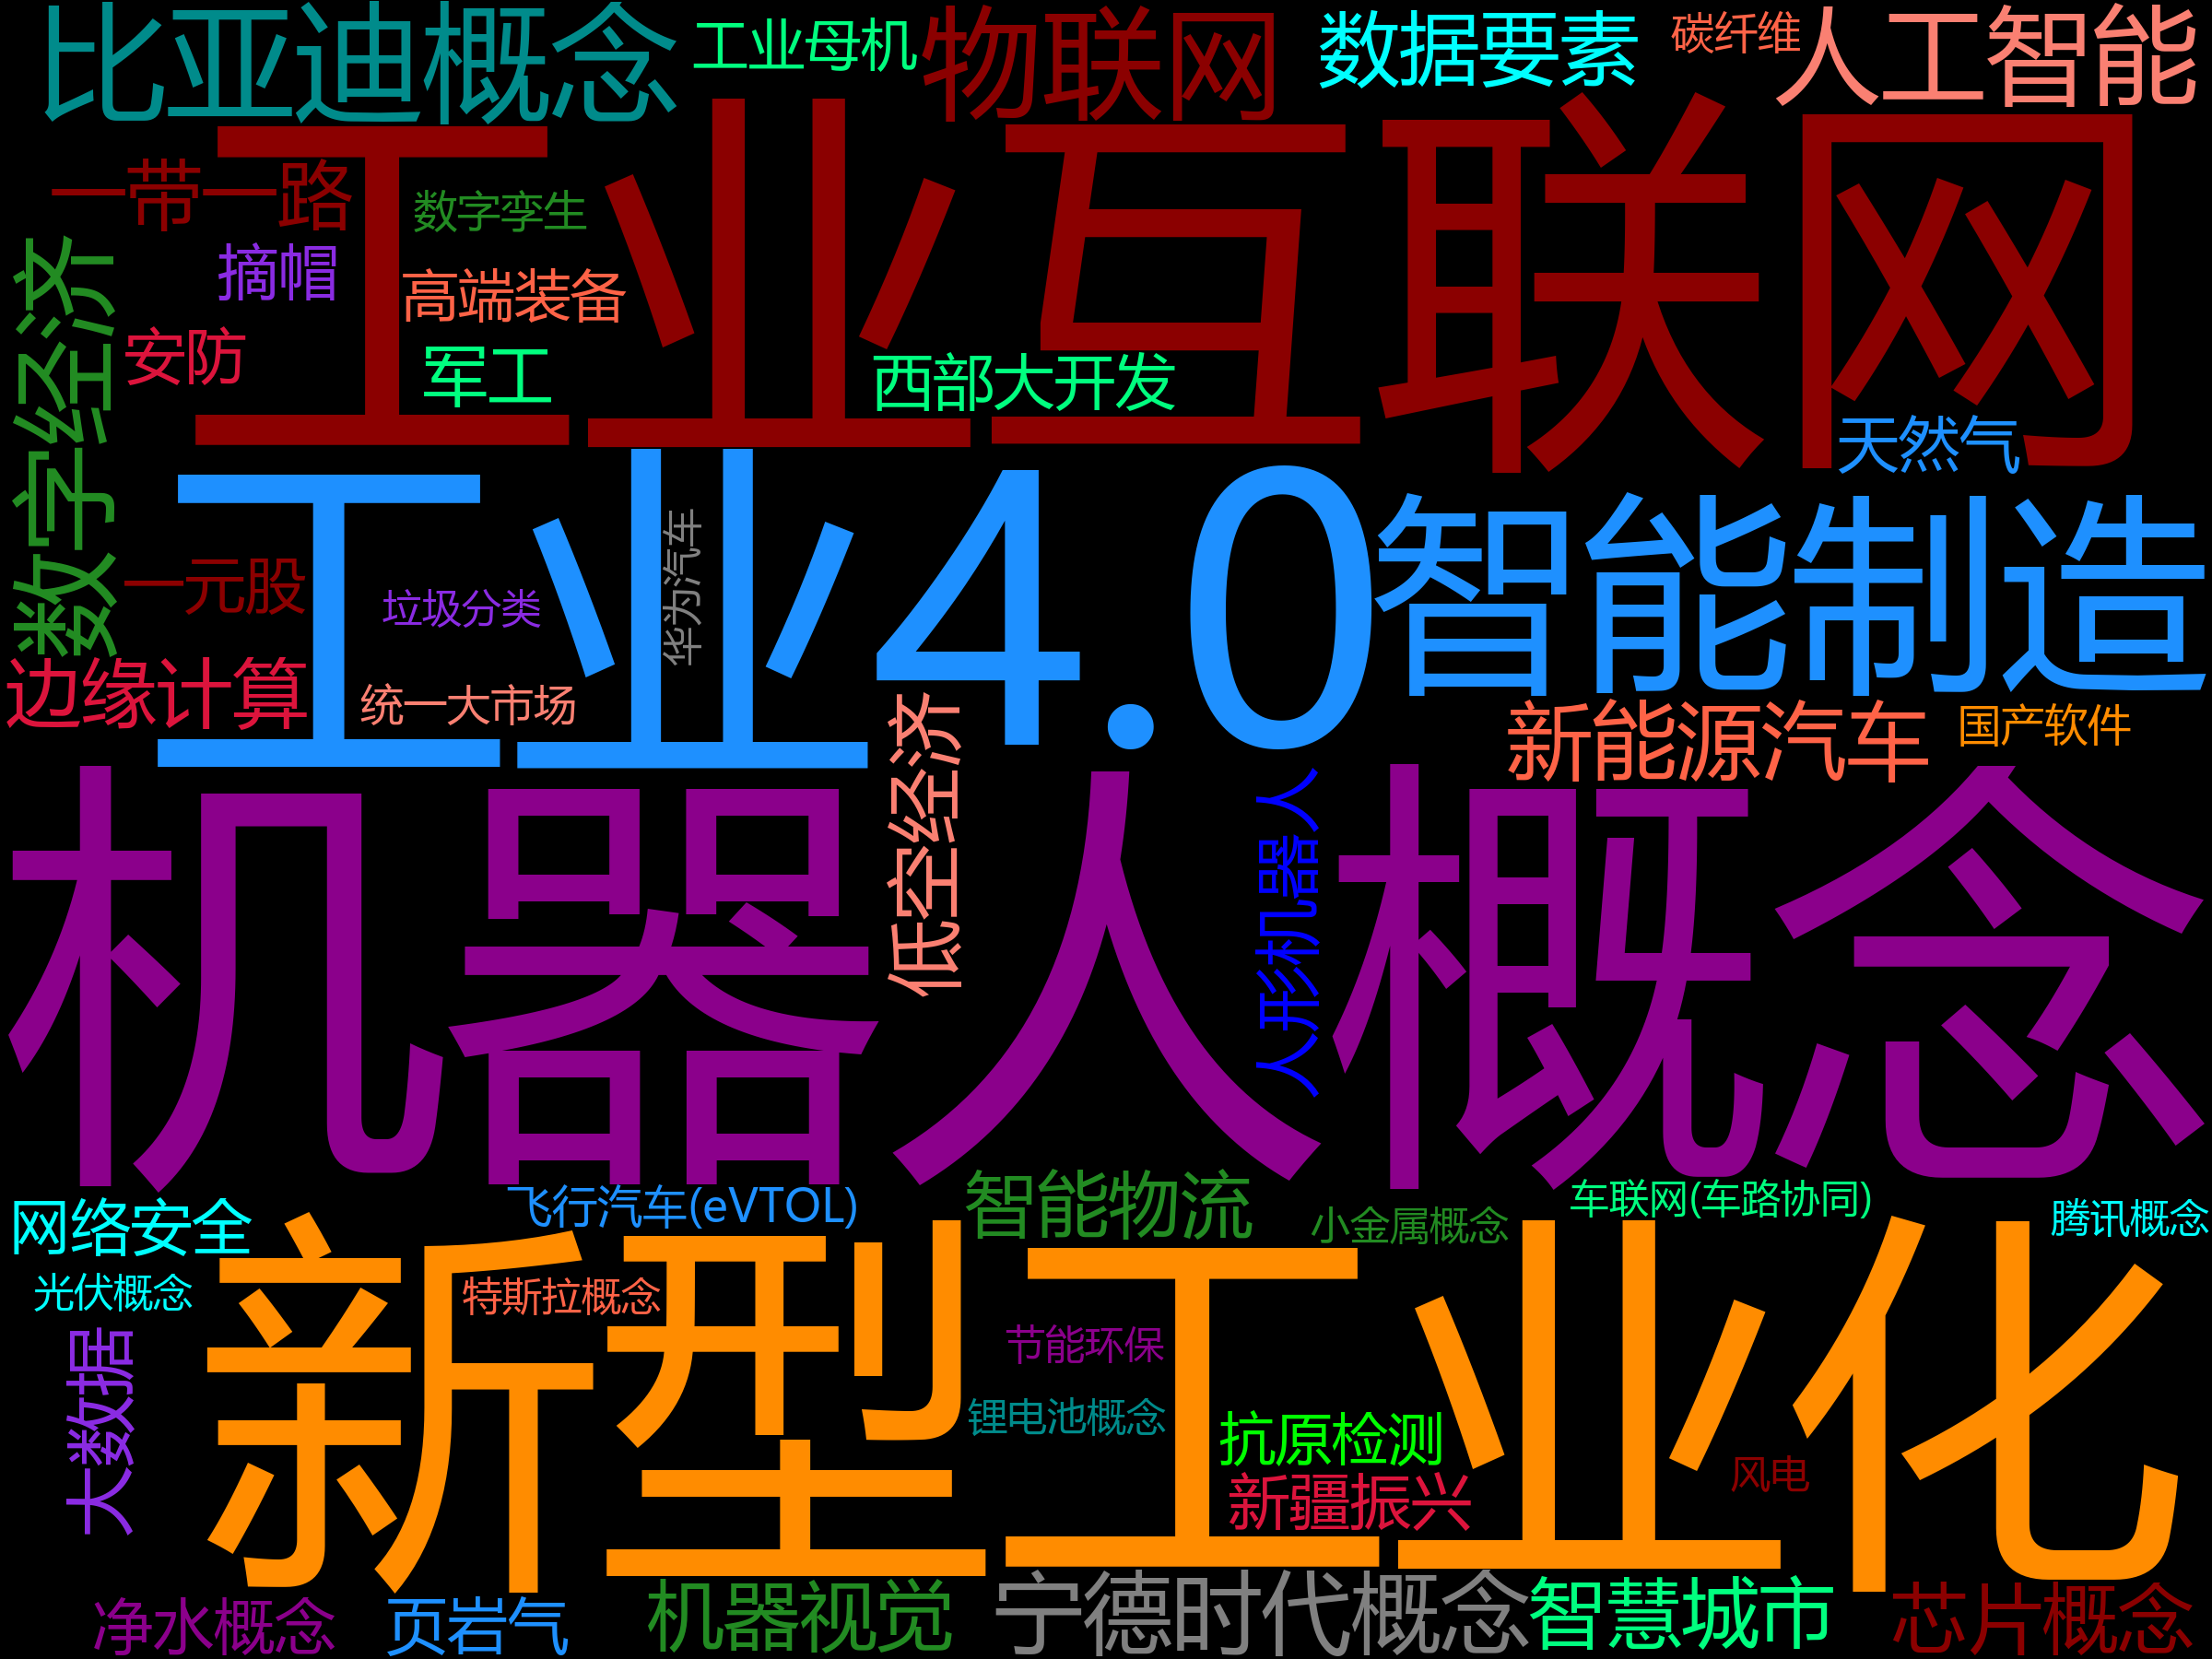 比亚迪概念
工业母机
物联网
数据要素
碳纤维
人工智能
工业互联网
一带一路
数字孪生
摘帽
高端装备
安防
军工
西部大开发
数字经济
天然气
工业4.0
智能制造
华为汽车
一元股
垃圾分类
边缘计算
统一大市场
新能源汽车
国产软件
低空经济
机器人概念
人形机器人
网络安全
飞行汽车(eVTOL)
智能物流
小金属概念
车联网(车路协同)
腾讯概念
光伏概念
特斯拉概念
新型工业化
节能环保
大数据
锂电池概念
抗原检测
风电
新疆振兴
净水概念
页岩气
机器视觉
宁德时代概念
智慧城市
芯片概念